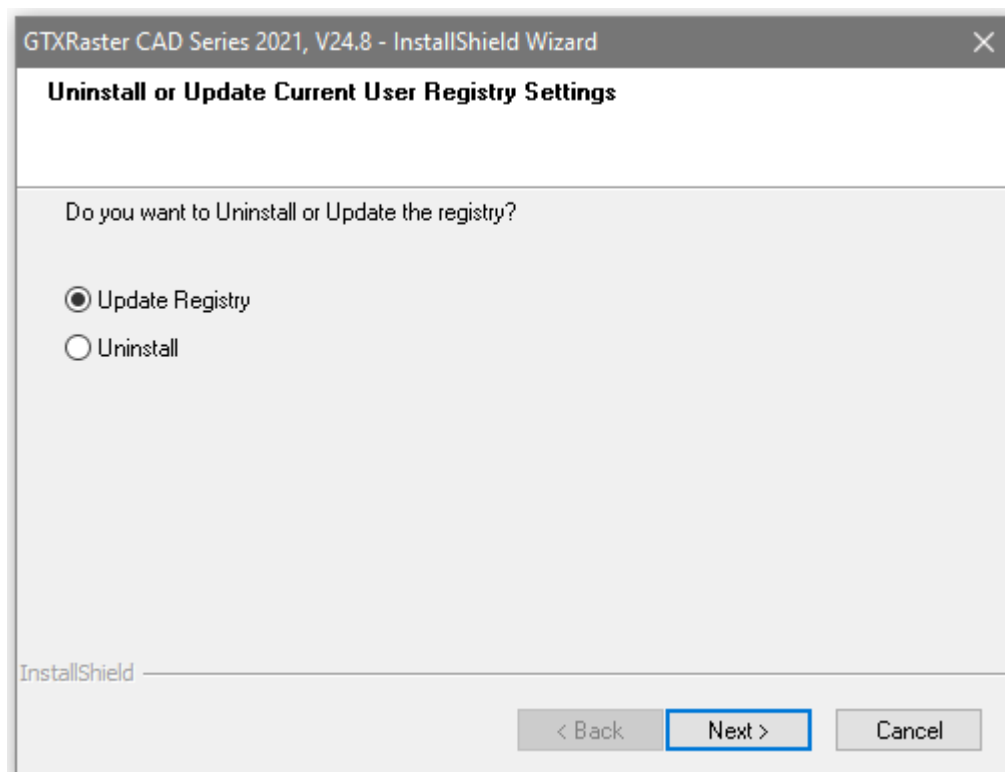 GTXRaster CAD Series 2021, V24.8 - InstallShield Wizard
Uninstall or Update Current User Registry Settings
Do you want to Uninstall or Update the registry?
Update Registry
Uninstall
InstallShield
< Back Next > Cancel